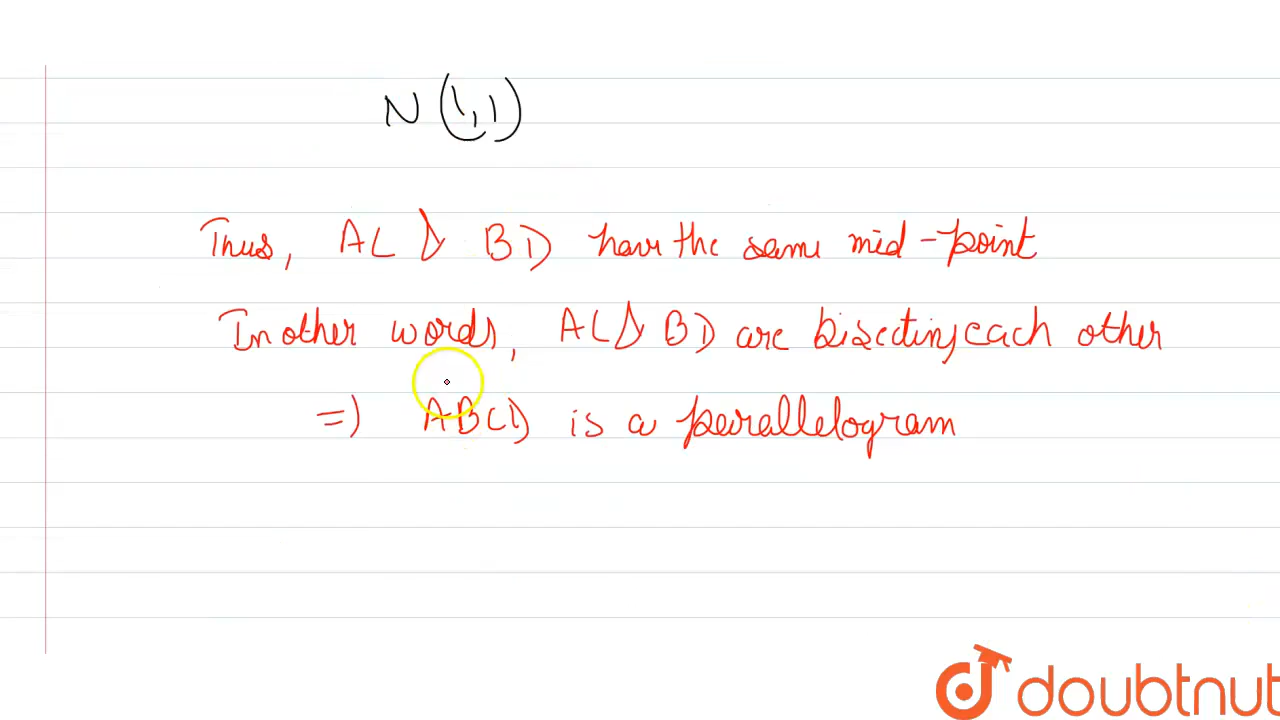 N (1,1)
Thus, AC & BD have the same mid-point
In other words, AC & BD are bisecting each other
=) ABCD is a parallelogram
doubtnut